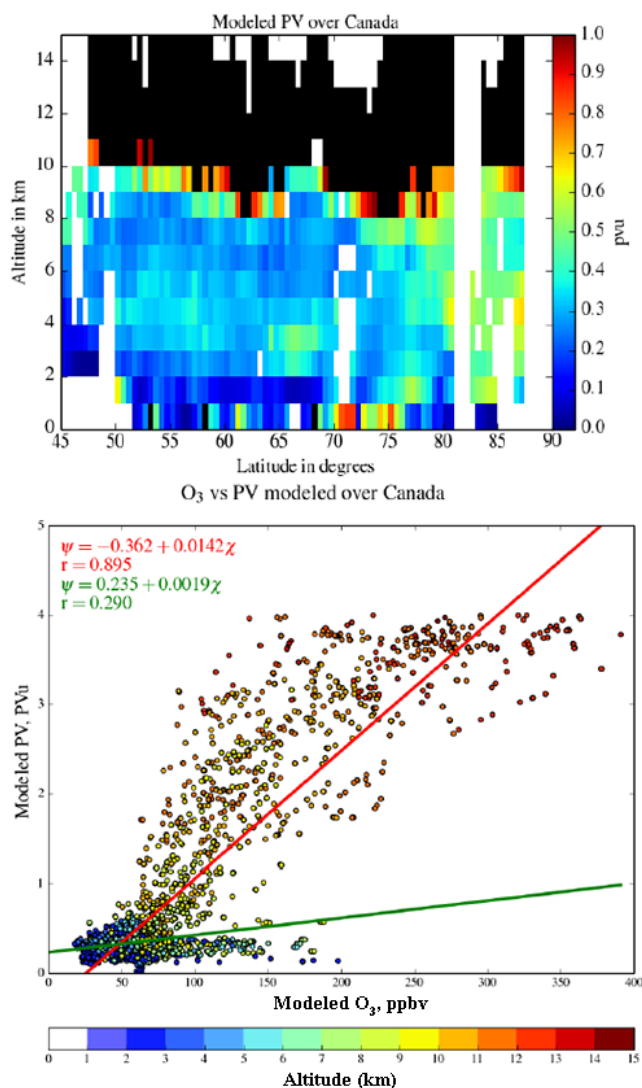 Modeled PV over Canada
Altitude in km
14
12
10
8
6
4
2
0
45 50 55 60 65 70 75 80 85 90
Latitude in degrees
1.0
0.9
0.8
0.7
0.6
0.5
0.4
0.3
0.2
0.1
0.0
pvu
O₃ vs PV modeled over Canada
ψ = −0.362 + 0.0142χ
r = 0.895
ψ = 0.235 + 0.0019χ
r = 0.290
Modeled PV, PVu
5
4
3
2
1
0
0 50 100 150 200 250 300 350 400
Modeled O₃, ppbv
0 1 2 3 4 5 6 7 8 9 10 11 12 13 14 15
Altitude (km)